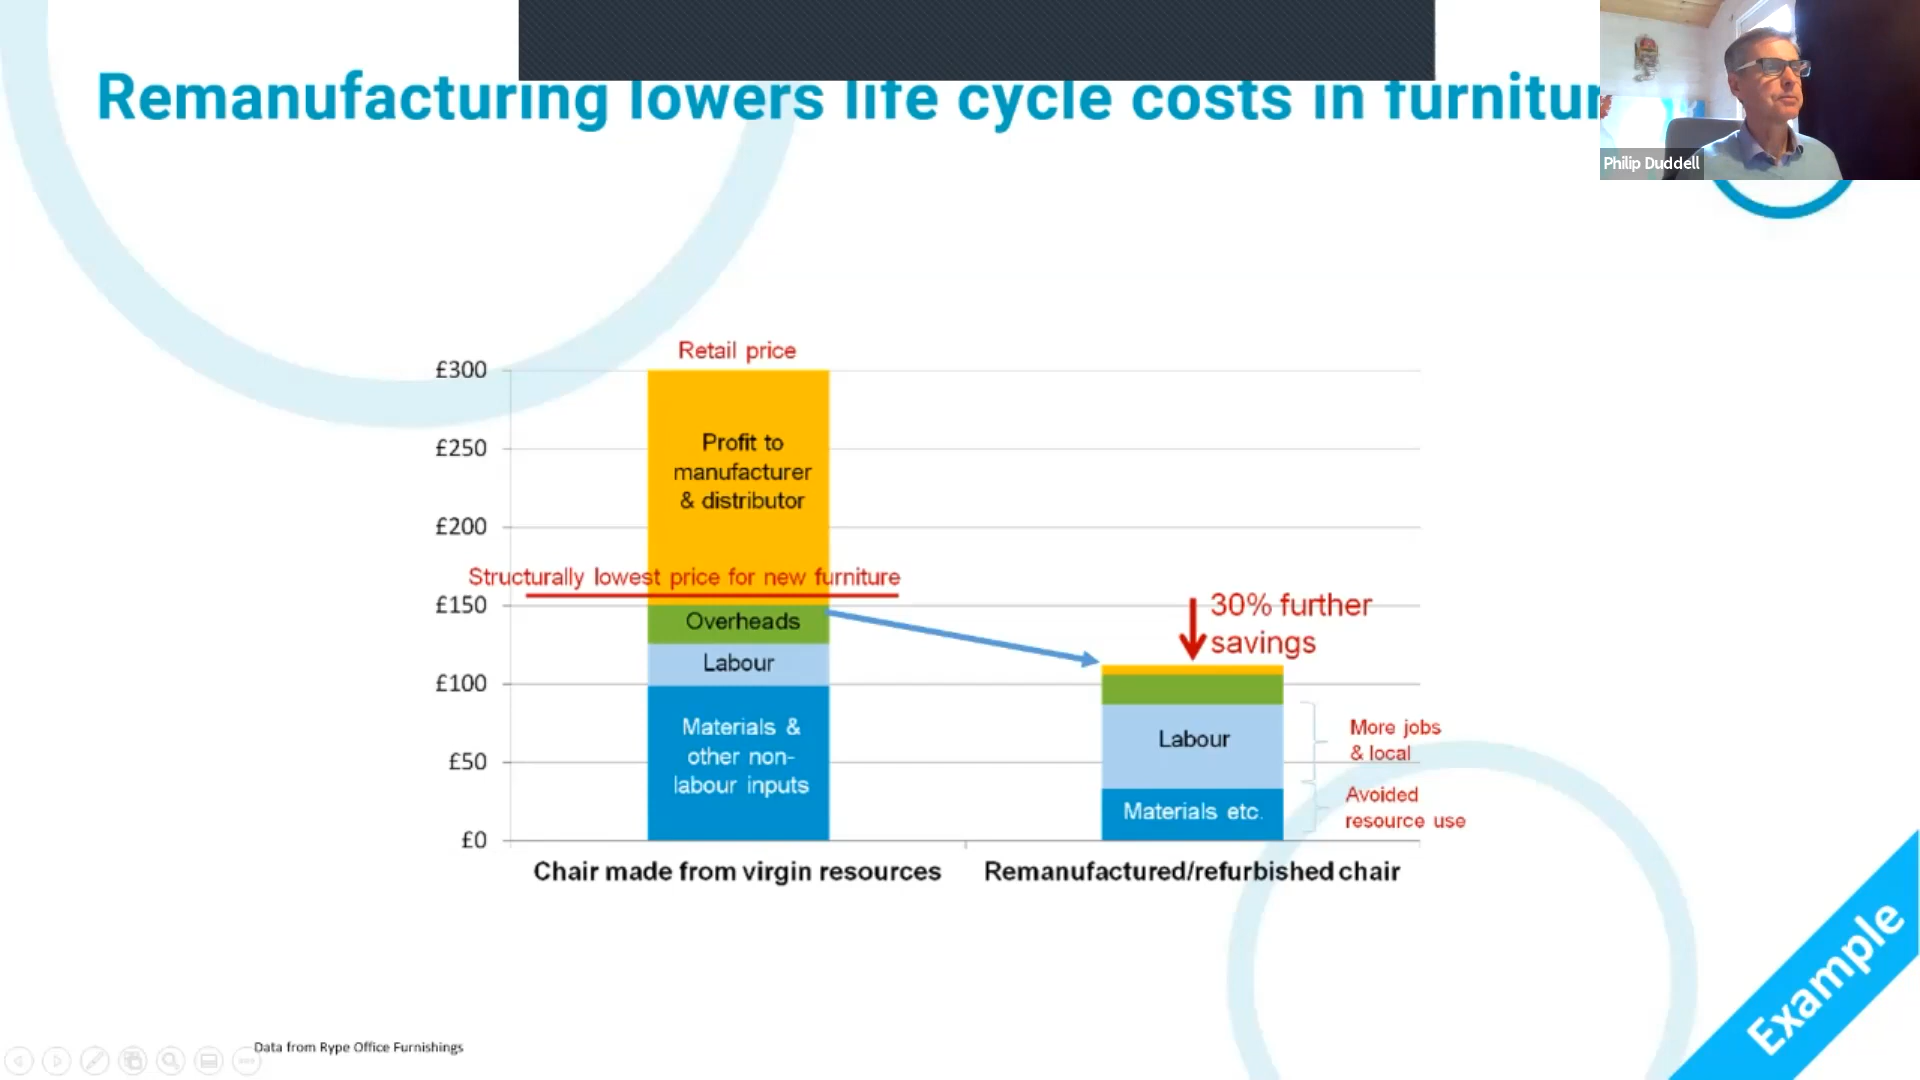 Remanufacturing lowers life cycle costs in furnitur
Philip Duddell
Retail price
£300
£250
£200
£150
£100
£50
£0
Profit to
manufacturer
& distributor
Structurally lowest price for new furniture
Overheads
Labour
Materials &
other non-
labour inputs
30% further
savings
Labour
Materials etc.
More jobs
& local
Avoided
resource use
Chair made from virgin resources
Remanufactured/refurbished chair
Example
Data from Rype Office Furnishings